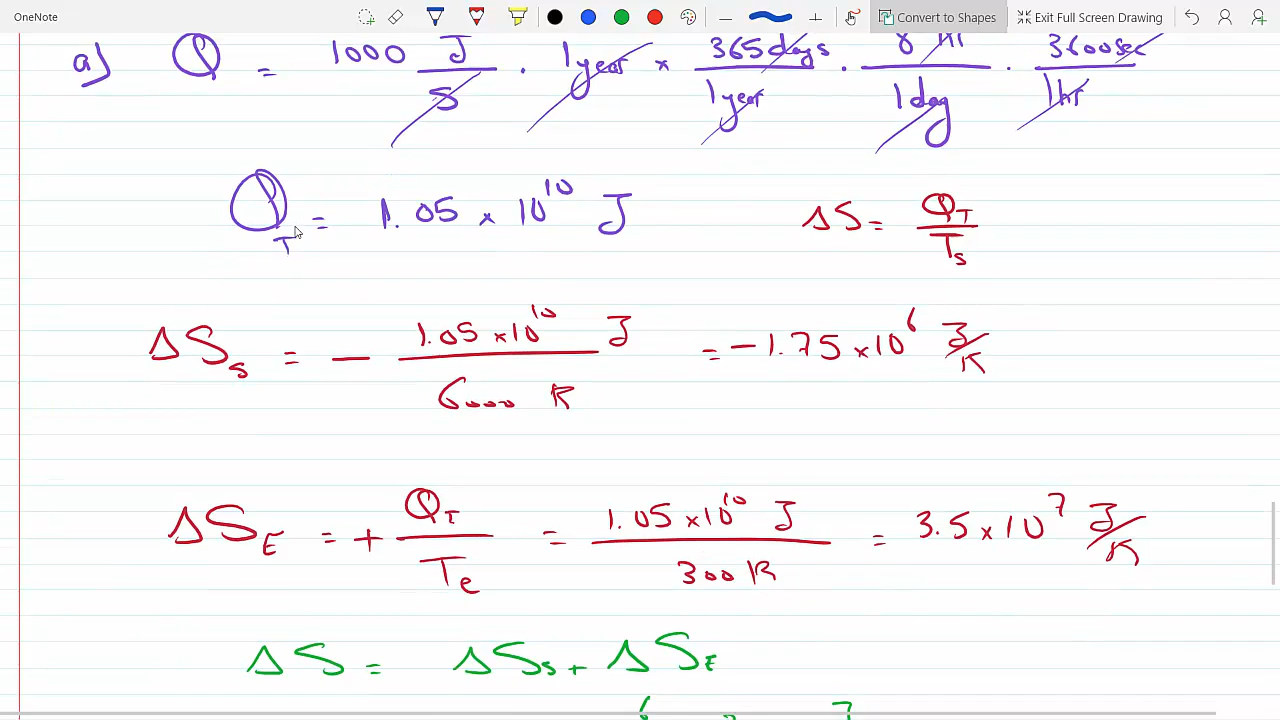 OneNote Convert to Shapes Exit Full Screen Drawing
a) Q = 1000 J/s · 1 year × 365 days/1 year · 8 hr/1 day · 3600 sec/1 hr
Q_T = 1.05 × 10^10 J ΔS = Q_T/T_s
ΔS_s = - 1.05 × 10^10 J/6000 K = - 1.75 × 10^6 J/K
ΔS_E = + Q_T/T_e = 1.05 × 10^10 J/300 K = 3.5 × 10^7 J/K
ΔS = ΔS_s + ΔS_E